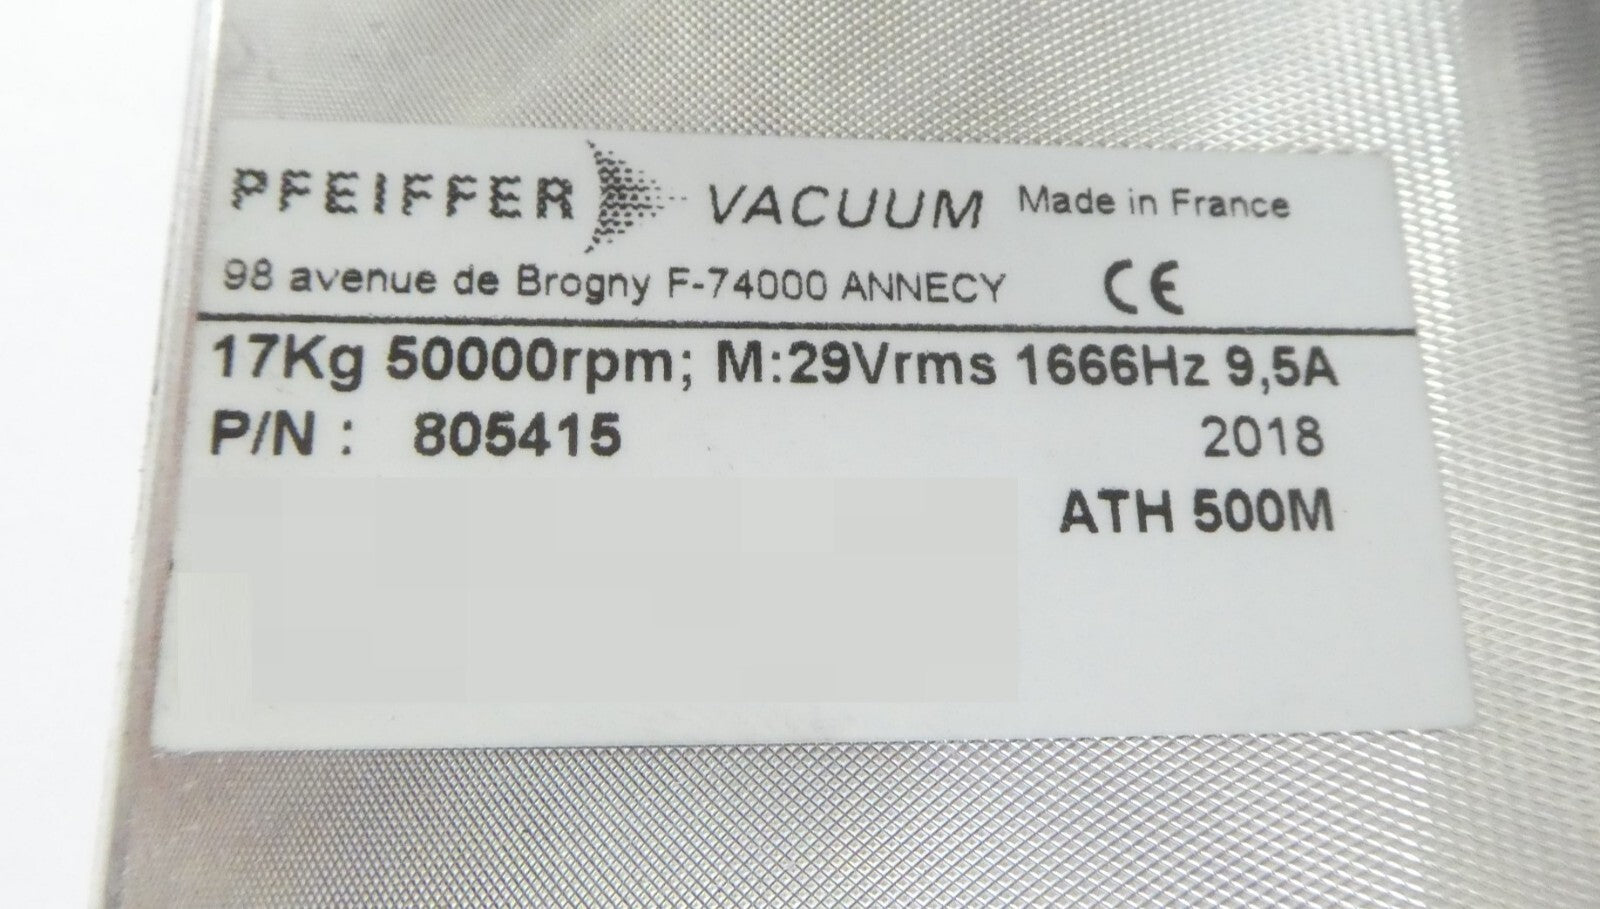 PFEIFFER VACUUM Made in France
98 avenue de Brogny F-74000 ANNECY CE
17Kg 50000rpm; M:29Vrms 1666Hz 9,5A
P/N : 805415 2018
ATH 500M